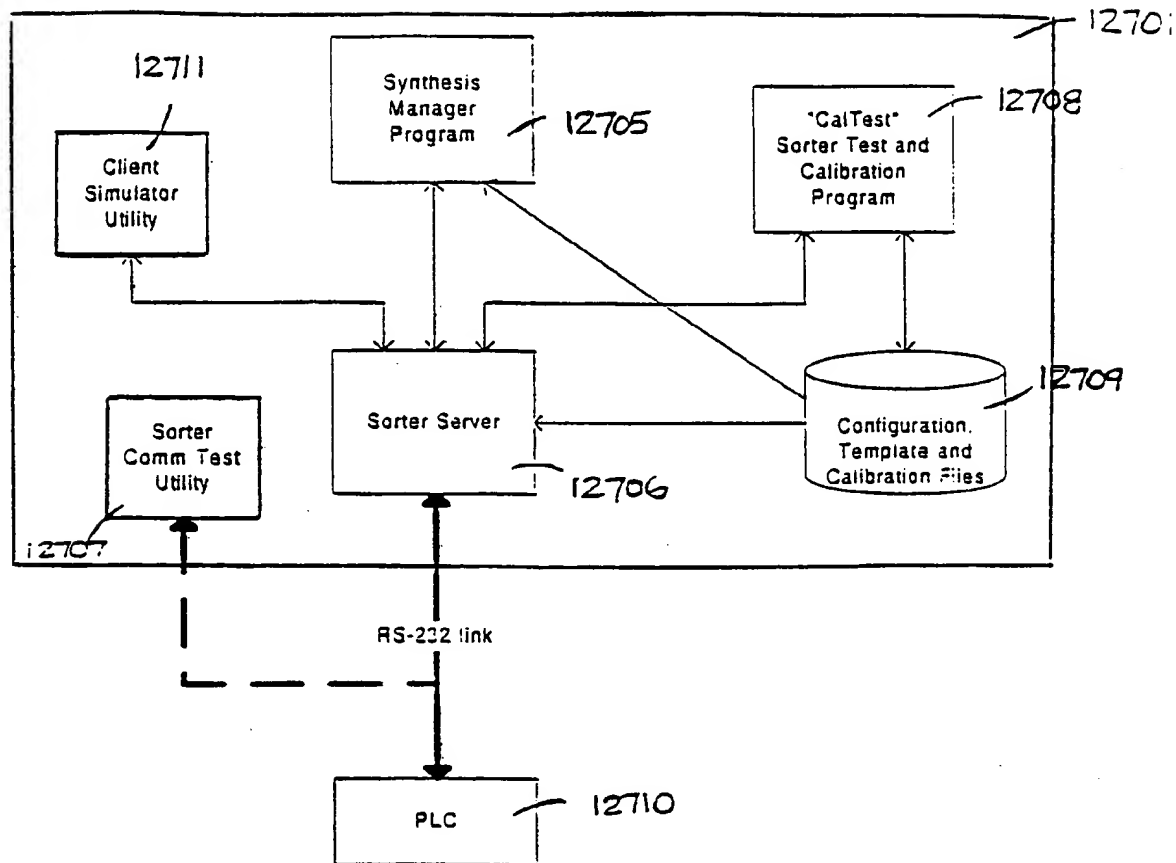 12701
12711
Synthesis
Manager
Program
12705
"CalTest"
Sorter Test and
Calibration
Program
12708
Client
Simulator
Utility
Sorter
Comm Test
Utility
12707
Sorter Server
12706
Configuration,
Template and
Calibration Files
12709
RS-232 link
PLC
12710